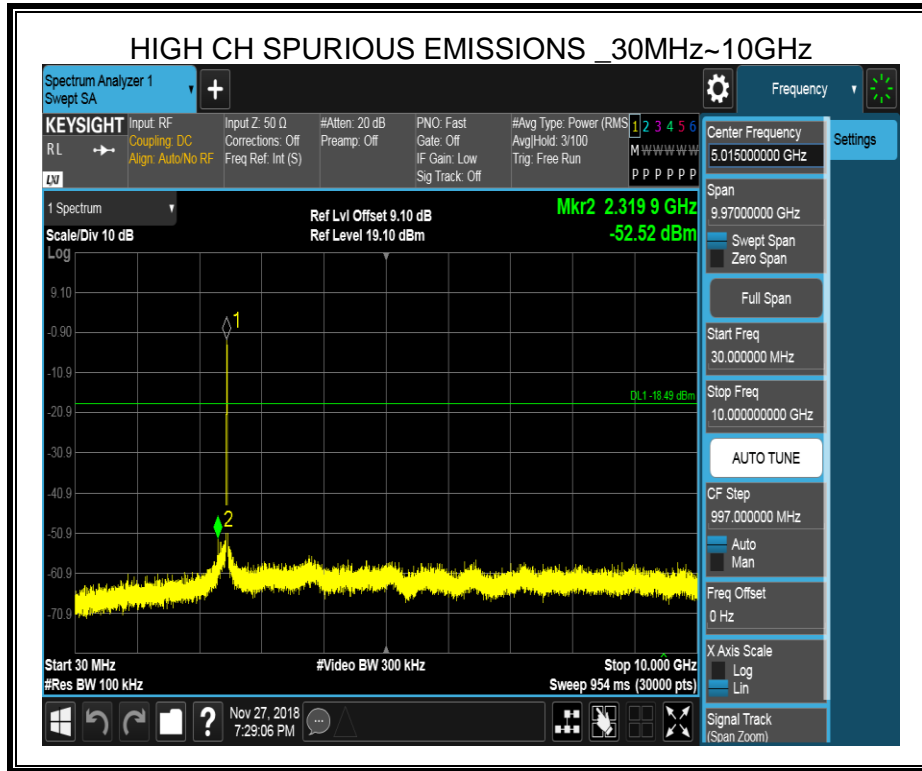 HIGH CH SPURIOUS EMISSIONS _30MHz~10GHz
Spectrum Analyzer 1
Swept SA
+
Frequency
KEYSIGHT
RL
LXI
Input: RF
Coupling: DC
Align: Auto/No RF
Input Z: 50 Ω
Corrections: Off
Freq Ref: Int (S)
#Atten: 20 dB
Preamp: Off
PNO: Fast
Gate: Off
IF Gain: Low
Sig Track: Off
#Avg Type: Power (RMS
Avg|Hold: 3/100
Trig: Free Run
1 2 3 4 5 6
M W W W W W
P P P P P P
1 Spectrum
Scale/Div 10 dB
Ref Lvl Offset 9.10 dB
Ref Level 19.10 dBm
Mkr2 2.319 9 GHz
-52.52 dBm
Log
9.10
-0.90
-10.9
-20.9
-30.9
-40.9
-50.9
-60.9
-70.9
1
2
DL1 -18.49 dBm
Start 30 MHz
#Res BW 100 kHz
#Video BW 300 kHz
Stop 10.000 GHz
Sweep 954 ms (30000 pts)
Settings
Center Frequency
5.015000000 GHz
Span
9.97000000 GHz
Swept Span
Zero Span
Full Span
Start Freq
30.000000 MHz
Stop Freq
10.000000000 GHz
AUTO TUNE
CF Step
997.000000 MHz
Auto
Man
Freq Offset
0 Hz
X Axis Scale
Log
Lin
Signal Track
(Span Zoom)
?
Nov 27, 2018
7:29:06 PM